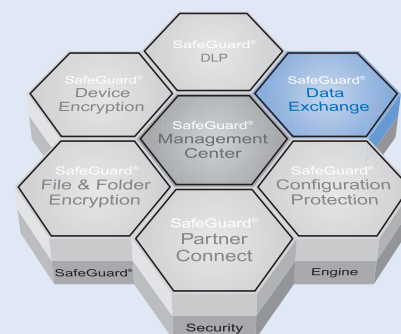 SafeGuard®
DLP
SafeGuard®
Device
Encryption
SafeGuard®
Data
Exchange
SafeGuard®
Management
Center
SafeGuard®
File & Folder
Encryption
SafeGuard®
Configuration
Protection
SafeGuard®
Partner
Connect
SafeGuard®
Security
Engine